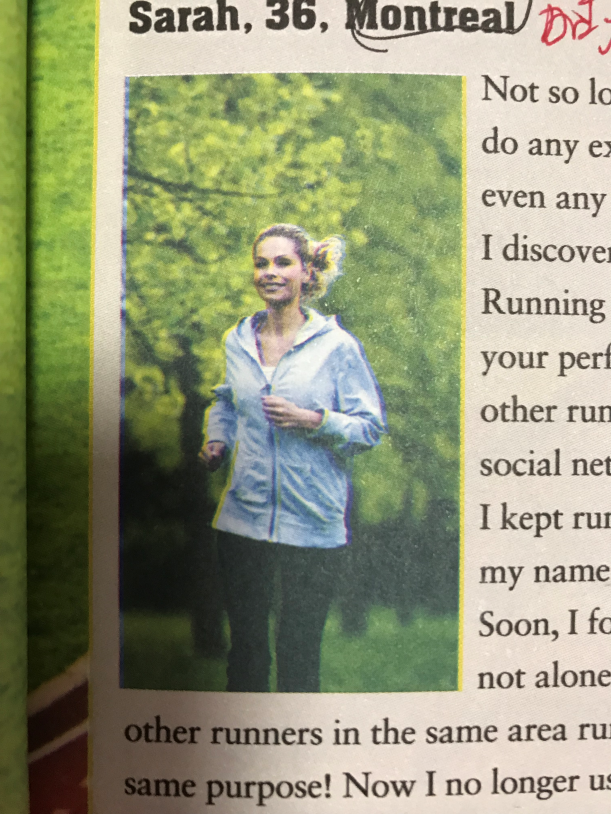 Sarah, 36, Montreal
Not so lo
do any ex
even any
I discover
Running
your perf
other run
social net
I kept run
my name
Soon, I fo
not alone
other runners in the same area ru
same purpose! Now I no longer us